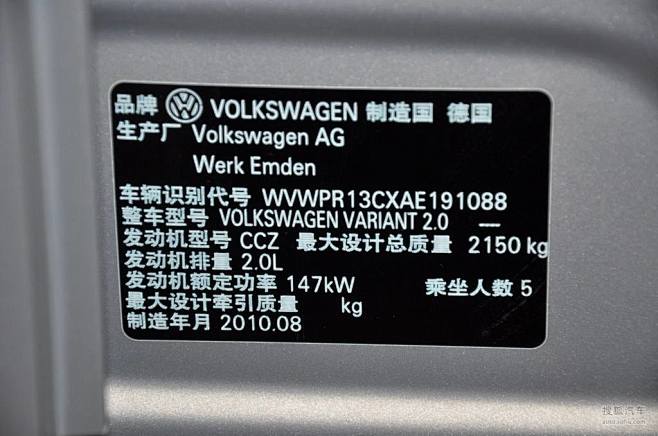 品牌 VOLKSWAGEN 制造国 德国
生产厂 Volkswagen AG
Werk Emden
车辆识别代号 WVWPR13CXAE191088
整车型号 VOLKSWAGEN VARIANT 2.0 ----
发动机型号 CCZ 最大设计总质量 2150 kg
发动机排量 2.0L
发动机额定功率 147kW 乘坐人数 5
最大设计牵引质量 kg
制造年月 2010.08
搜狐汽车
auto.sohu.com